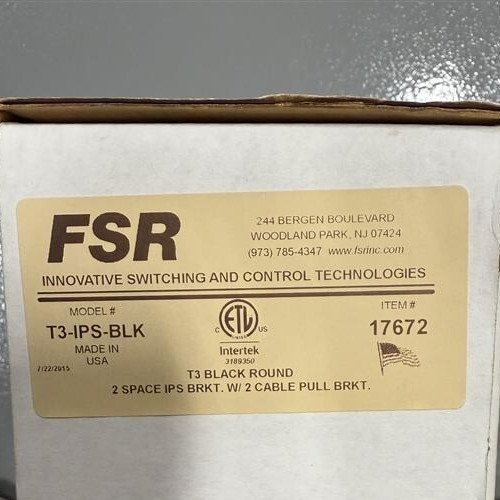 FSR
244 BERGEN BOULEVARD
WOODLAND PARK, NJ 07424
(973) 785-4347 www.fsrinc.com
INNOVATIVE SWITCHING AND CONTROL TECHNOLOGIES
MODEL #
T3-IPS-BLK
MADE IN
USA
7/22/2015
C ETL US
Intertek
3189350
ITEM #
17672
T3 BLACK ROUND
2 SPACE IPS BRKT. W/ 2 CABLE PULL BRKT.